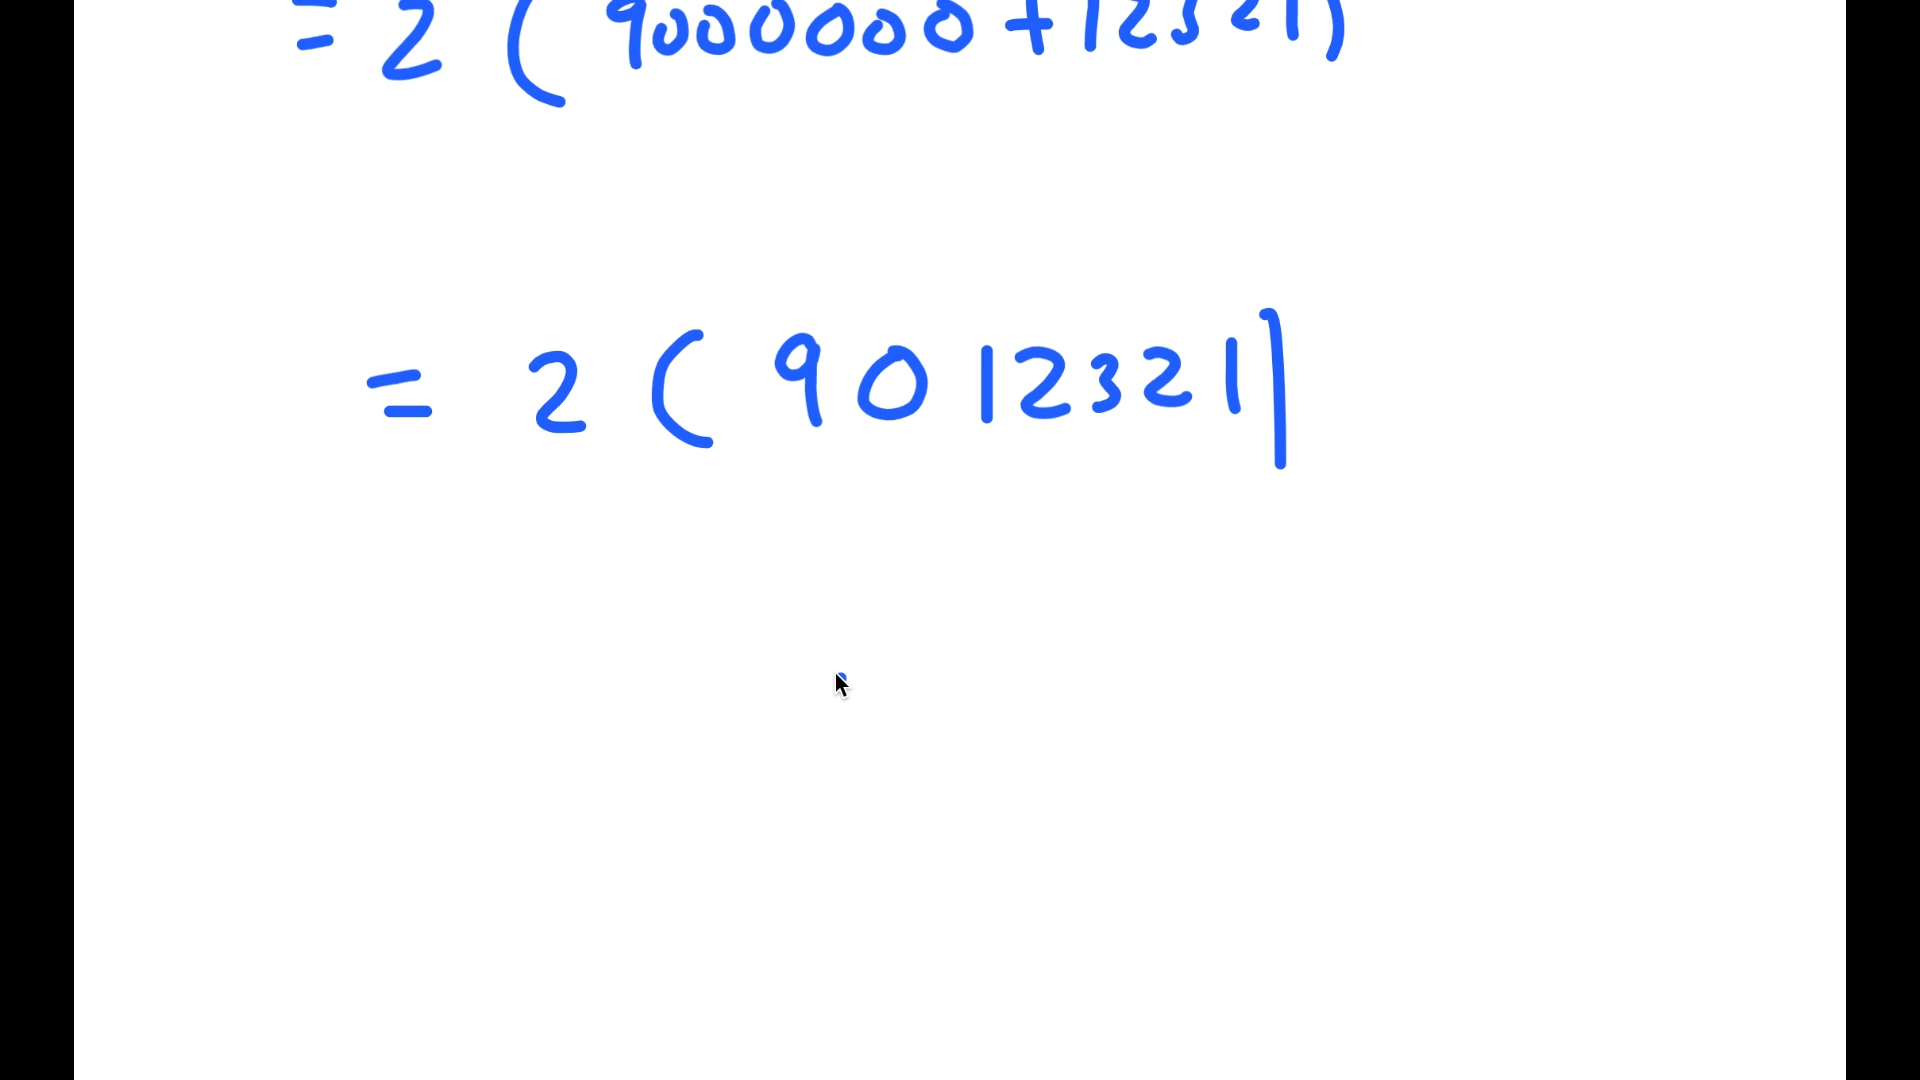 = 2 ( 9000000 + 12321)
= 2 ( 9012321)